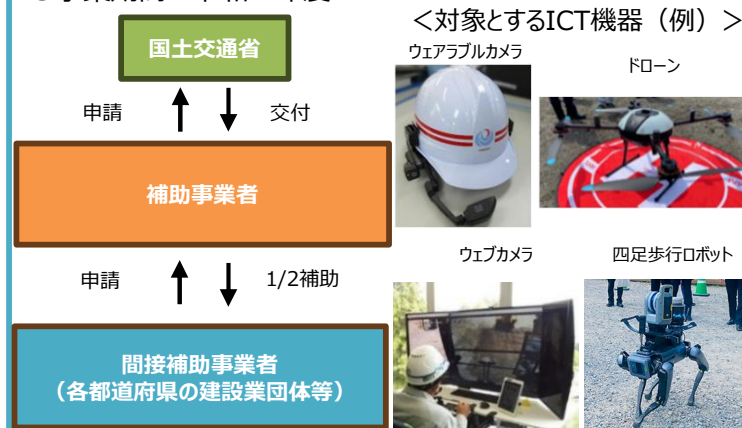 ＜対象とするICT機器（例）＞
国土交通省
申請
交付
補助事業者
申請
1/2補助
間接補助事業者
（各都道府県の建設業団体等）
ウェアラブルカメラ
ドローン
ウェブカメラ
四足歩行ロボット